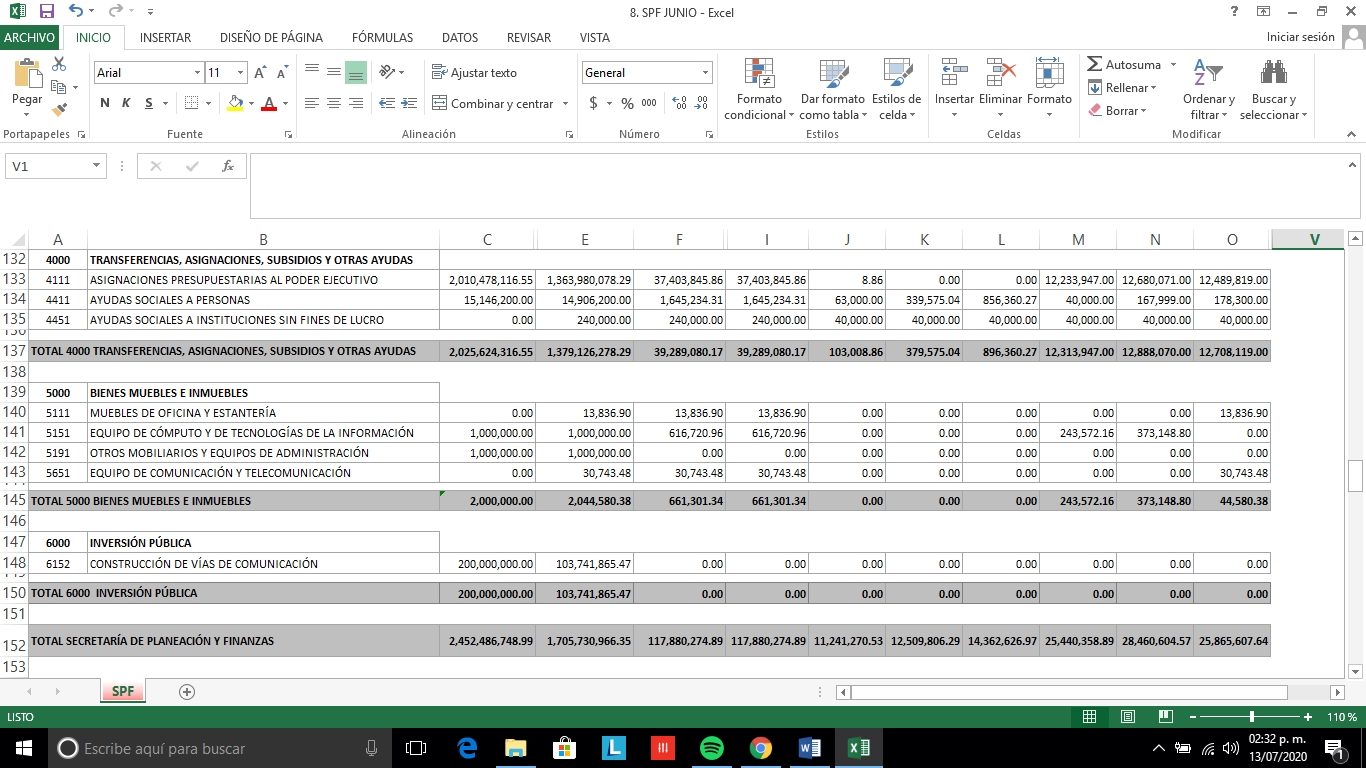 8. SPF JUNIO - Excel
ARCHIVO INICIO INSERTAR DISEÑO DE PÁGINA FÓRMULAS DATOS REVISAR VISTA Iniciar sesión
Pegar
Arial 11
N K S
Ajustar texto
Combinar y centrar
General
$ % 000
Formato condicional
Dar formato como tabla
Estilos de celda
Insertar Eliminar Formato
Autosuma
Rellenar
Borrar
Ordenar y filtrar
Buscar y seleccionar
Portapapeles Fuente Alineación Número Estilos Celdas Modificar
V1 fx
A B C E F I J K L M N O V
132 4000 TRANSFERENCIAS, ASIGNACIONES, SUBSIDIOS Y OTRAS AYUDAS
133 4111 ASIGNACIONES PRESUPUESTARIAS AL PODER EJECUTIVO 2,010,478,116.55 1,363,980,078.29 37,403,845.86 37,403,845.86 8.86 0.00 0.00 12,233,947.00 12,680,071.00 12,489,819.00
134 4411 AYUDAS SOCIALES A PERSONAS 15,146,200.00 14,906,200.00 1,645,234.31 1,645,234.31 63,000.00 339,575.04 856,360.27 40,000.00 167,999.00 178,300.00
135 4451 AYUDAS SOCIALES A INSTITUCIONES SIN FINES DE LUCRO 0.00 240,000.00 240,000.00 240,000.00 40,000.00 40,000.00 40,000.00 40,000.00 40,000.00 40,000.00
137 TOTAL 4000 TRANSFERENCIAS, ASIGNACIONES, SUBSIDIOS Y OTRAS AYUDAS 2,025,624,316.55 1,379,126,278.29 39,289,080.17 39,289,080.17 103,008.86 379,575.04 896,360.27 12,313,947.00 12,888,070.00 12,708,119.00
138
139 5000 BIENES MUEBLES E INMUEBLES
140 5111 MUEBLES DE OFICINA Y ESTANTERÍA 0.00 13,836.90 13,836.90 13,836.90 0.00 0.00 0.00 0.00 0.00 13,836.90
141 5151 EQUIPO DE CÓMPUTO Y DE TECNOLOGÍAS DE LA INFORMACIÓN 1,000,000.00 1,000,000.00 616,720.96 616,720.96 0.00 0.00 0.00 243,572.16 373,148.80 0.00
142 5191 OTROS MOBILIARIOS Y EQUIPOS DE ADMINISTRACIÓN 1,000,000.00 1,000,000.00 0.00 0.00 0.00 0.00 0.00 0.00 0.00 0.00
143 5651 EQUIPO DE COMUNICACIÓN Y TELECOMUNICACIÓN 0.00 30,743.48 30,743.48 30,743.48 0.00 0.00 0.00 0.00 0.00 30,743.48
145 TOTAL 5000 BIENES MUEBLES E INMUEBLES 2,000,000.00 2,044,580.38 661,301.34 661,301.34 0.00 0.00 0.00 243,572.16 373,148.80 44,580.38
146
147 6000 INVERSIÓN PÚBLICA
148 6152 CONSTRUCCIÓN DE VÍAS DE COMUNICACIÓN 200,000,000.00 103,741,865.47 0.00 0.00 0.00 0.00 0.00 0.00 0.00 0.00
150 TOTAL 6000 INVERSIÓN PÚBLICA 200,000,000.00 103,741,865.47 0.00 0.00 0.00 0.00 0.00 0.00 0.00 0.00
151
152 TOTAL SECRETARÍA DE PLANEACIÓN Y FINANZAS 2,452,486,748.99 1,705,730,966.35 117,880,274.89 117,880,274.89 11,241,270.53 12,509,806.29 14,362,626.97 25,440,358.89 28,460,604.57 25,865,607.64
153
SPF
LISTO 110 %
Escribe aquí para buscar
02:32 p. m.
13/07/2020